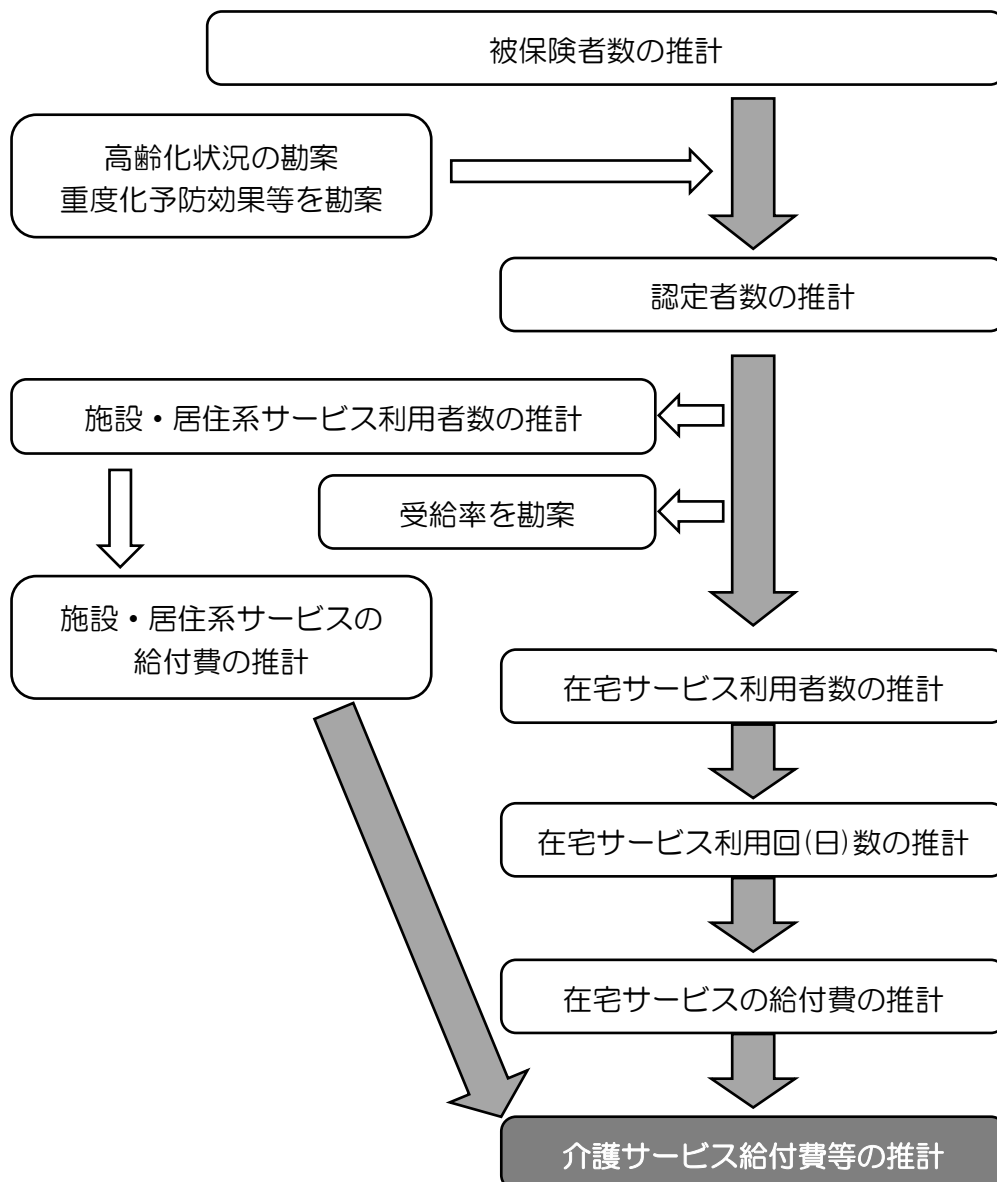 被保険者数の推計
高齢化状況の勘案
重度化予防効果等を勘案
認定者数の推計
施設・居住系サービス利用者数の推計
受給率を勘案
施設・居住系サービスの
給付費の推計
在宅サービス利用者数の推計
在宅サービス利用回(日)数の推計
在宅サービスの給付費の推計
介護サービス給付費等の推計